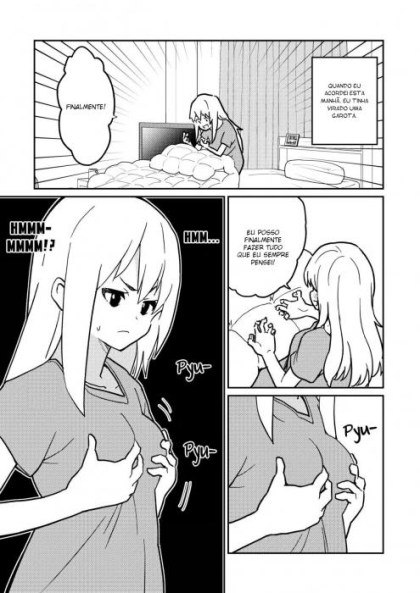 QUANDO EU
ACORDEI ESTA
MANHÃ, EU TINHA
VIRADO UMA
GAROTA.
FINALMENTE!
EU POSSO
FINALMENTE
FAZER TUDO
QUE EU SEMPRE
PENSEI!
Pyu-
HMM...
HMMM-
MMMM!?
Pyu-
Pyu-